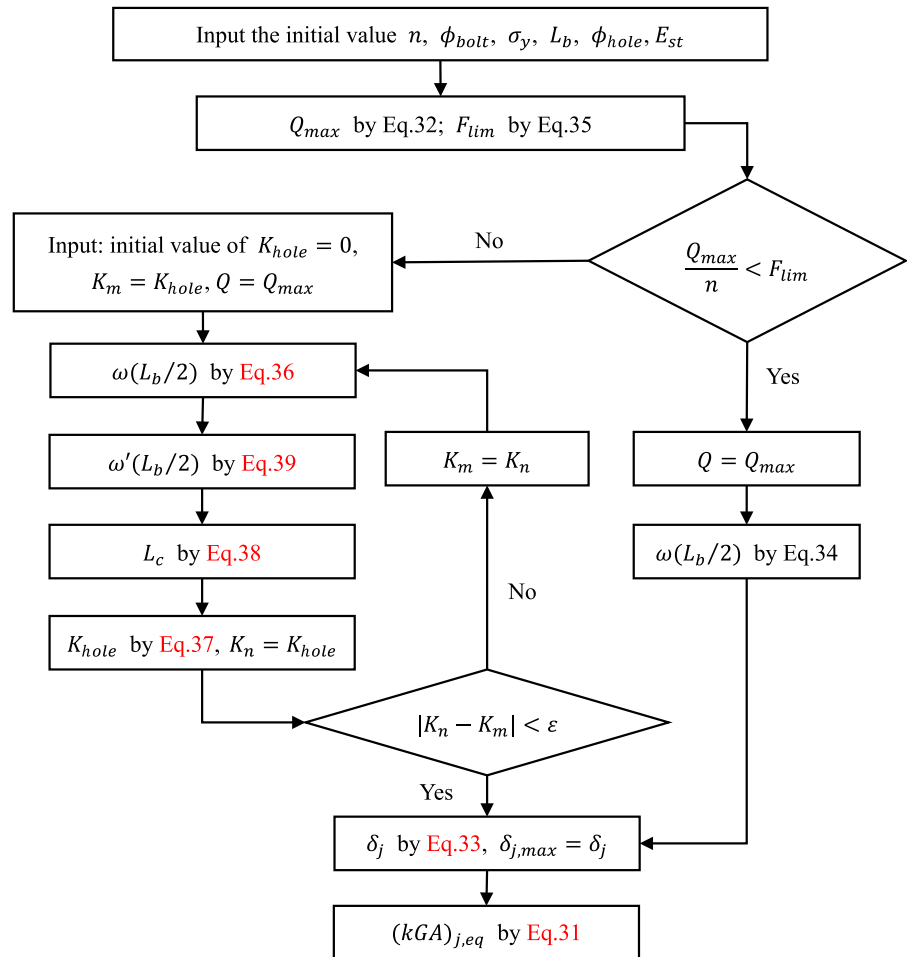 Input the initial value n, ϕ_bolt, σ_y, L_b, ϕ_hole, E_st
Q_max by Eq.32; F_lim by Eq.35
Q_max/n < F_lim
No
Input: initial value of K_hole = 0,
K_m = K_hole, Q = Q_max
ω(L_b/2) by Eq.36
ω′(L_b/2) by Eq.39
L_c by Eq.38
K_hole by Eq.37, K_n = K_hole
|K_n − K_m| < ε
No
K_m = K_n
Yes
Q = Q_max
ω(L_b/2) by Eq.34
Yes
δ_j by Eq.33, δ_j,max = δ_j
(kGA)_j,eq by Eq.31